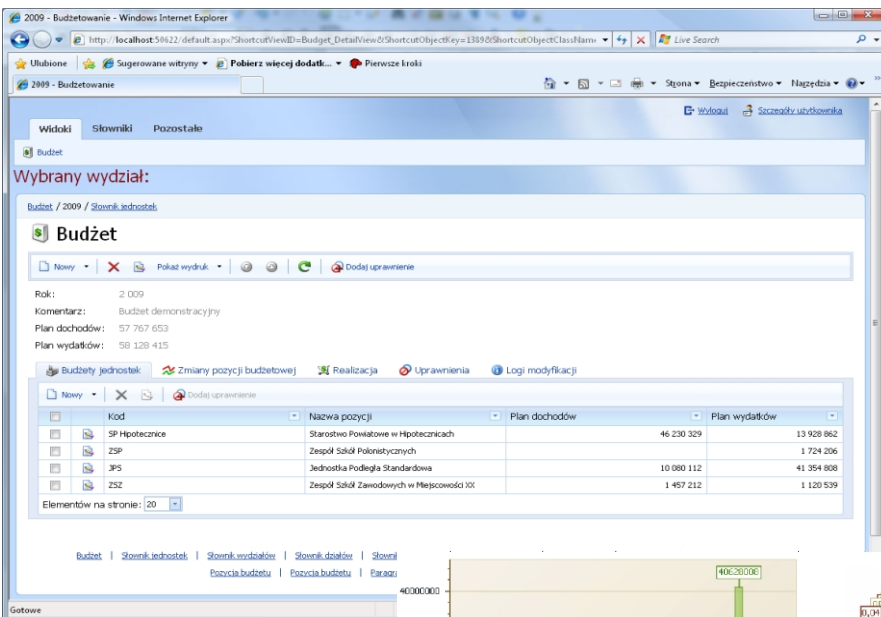 2009 - Budżetowanie - Windows Internet Explorer
http://localhost:50622/default.aspx?ShortcutViewID=Budget_DetailView&ShortcutObjectKey=1389&ShortcutObjectClassName
Live Search
Ulubione Sugerowane witryny Pobierz więcej dodatk... Pierwsze kroki
2009 - Budżetowanie Strona Bezpieczeństwo Narzędzia
Wyloguj Szczegóły użytkownika
Widoki Słowniki Pozostałe
Budżet
Wybrany wydział:
Budżet / 2009 / Słownik jednostek
Budżet
Nowy Pokaż wydruk Dodaj uprawnienie
Rok: 2 009
Komentarz: Budżet demonstracyjny
Plan dochodów: 57 767 653
Plan wydatków: 58 128 415
Budżety jednostek Zmiany pozycji budżetowej Realizacja Uprawnienia Logi modyfikacji
Nowy Dodaj uprawnienie
Kod Nazwa pozycji Plan dochodów Plan wydatków
SP Hipotecznice Starostwo Powiatowe w Hipotecznicach 46 230 329 13 928 862
ZSP Zespół Szkół Polonistycznych 1 724 206
JPS Jednostka Podległa Standardowa 10 080 112 41 354 808
ZSZ Zespół Szkół Zawodowych w Miejscowości XX 1 457 212 1 120 539
Elementów na stronie: 20
Budżet | Słownik jednostek | Słownik wydziałów | Słownik działów |
Pozycja budżetu | Pozycja budżetu |
40628008
40000000
0,04
Gotowe